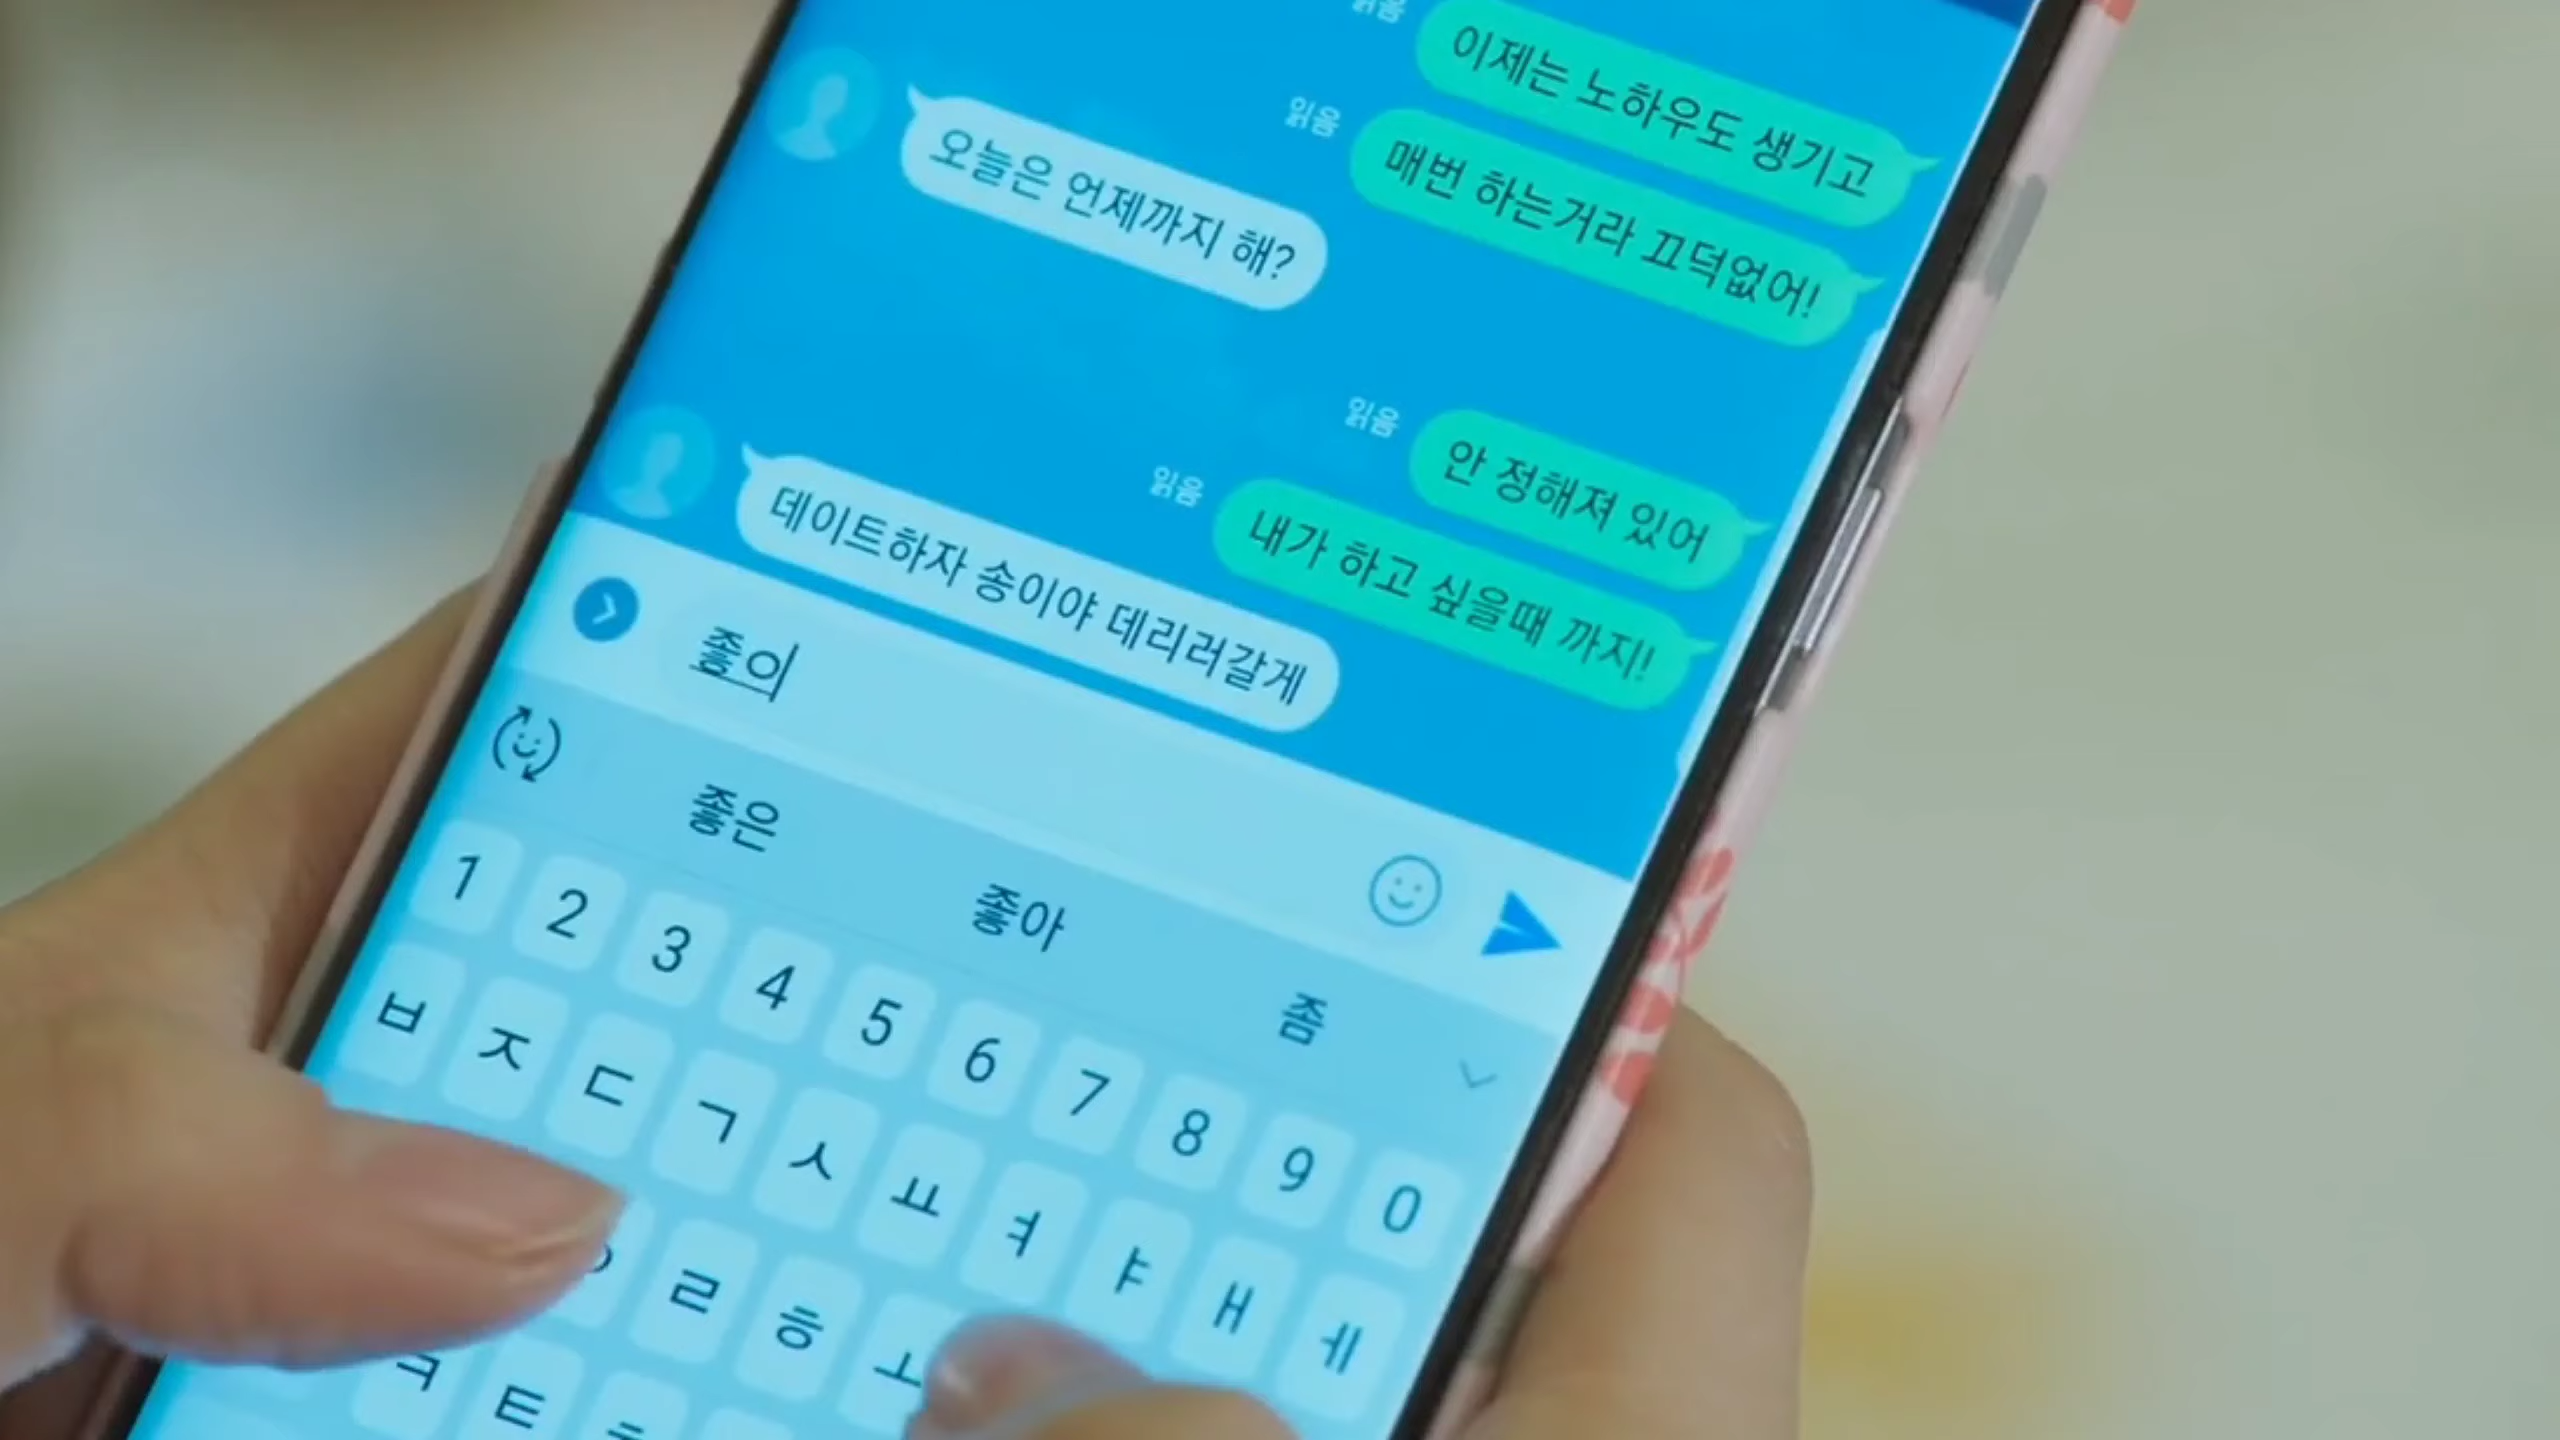 읽음
이제는 노하우도 생기고
읽음
매번 하는거라 끄덕없어!
오늘은 언제까지 해?
읽음
안 정해져 있어
읽음
내가 하고 싶을때 까지!
데이트하자 송이야 데리러갈게
좋이
좋은
좋아
좀
1 2 3 4 5 6 7 8 9 0
ㅂ ㅈ ㄷ ㄱ ㅅ ㅛ ㅕ ㅑ ㅐ ㅔ
ㄹ ㅎ ㅗ
ㅋ ㅌ